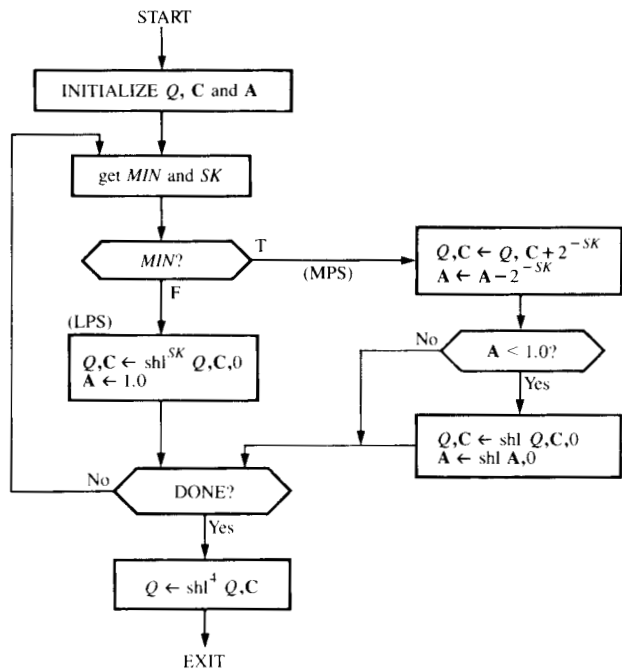 START
INITIALIZE Q, C and A
get MIN and SK
MIN?
T
(MPS)
F
(LPS)
Q,C ← Q, C + 2^{-SK}
A ← A − 2^{-SK}
Q,C ← shl^{SK} Q,C,0
A ← 1.0
No
A < 1.0?
Yes
Q,C ← shl Q,C,0
A ← shl A,0
No
DONE?
Yes
Q ← shl^{4} Q,C
EXIT